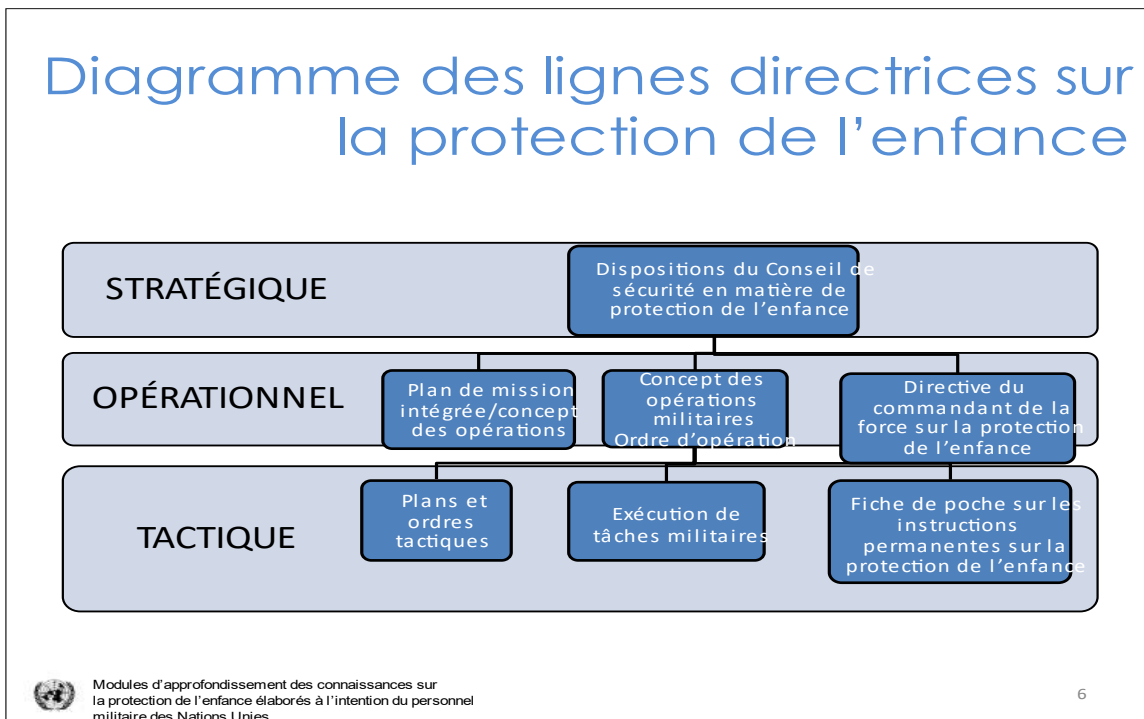 Diagramme des lignes directrices sur
la protection de l’enfance
STRATÉGIQUE
Dispositions du Conseil de
sécurité en matière de
protection de l’enfance
OPÉRATIONNEL
Plan de mission
intégrée/concept
des opérations
Concept des
opérations
militaires
Ordre d’opération
Directive du
commandant de la
force sur la protection
de l’enfance
TACTIQUE
Plans et
ordres
tactiques
Exécution de
tâches militaires
Fiche de poche sur les
instructions
permanentes sur la
protection de l’enfance
Modules d’approfondissement des connaissances sur
la protection de l’enfance élaborés à l’intention du personnel
militaire des Nations Unies
6